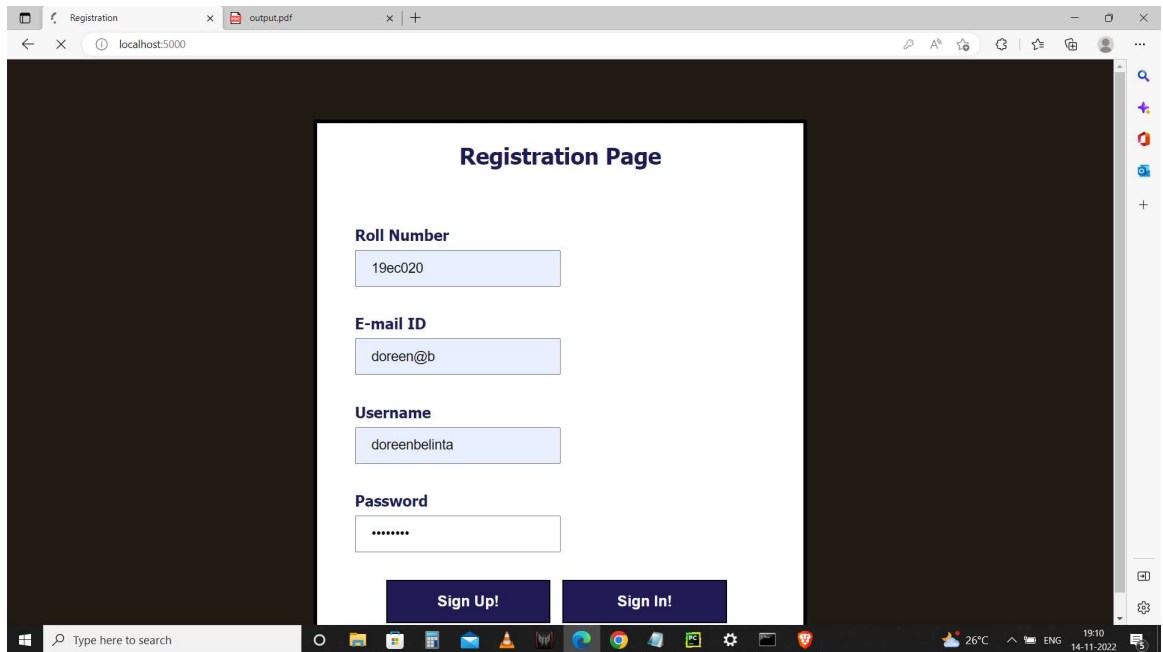 Registration
output.pdf
localhost:5000
Registration Page
Roll Number
19ec020
E-mail ID
doreen@b
Username
doreenbelinta
Password
••••••••
Sign Up! Sign In!
Type here to search
26°C ENG 19:10
14-11-2022